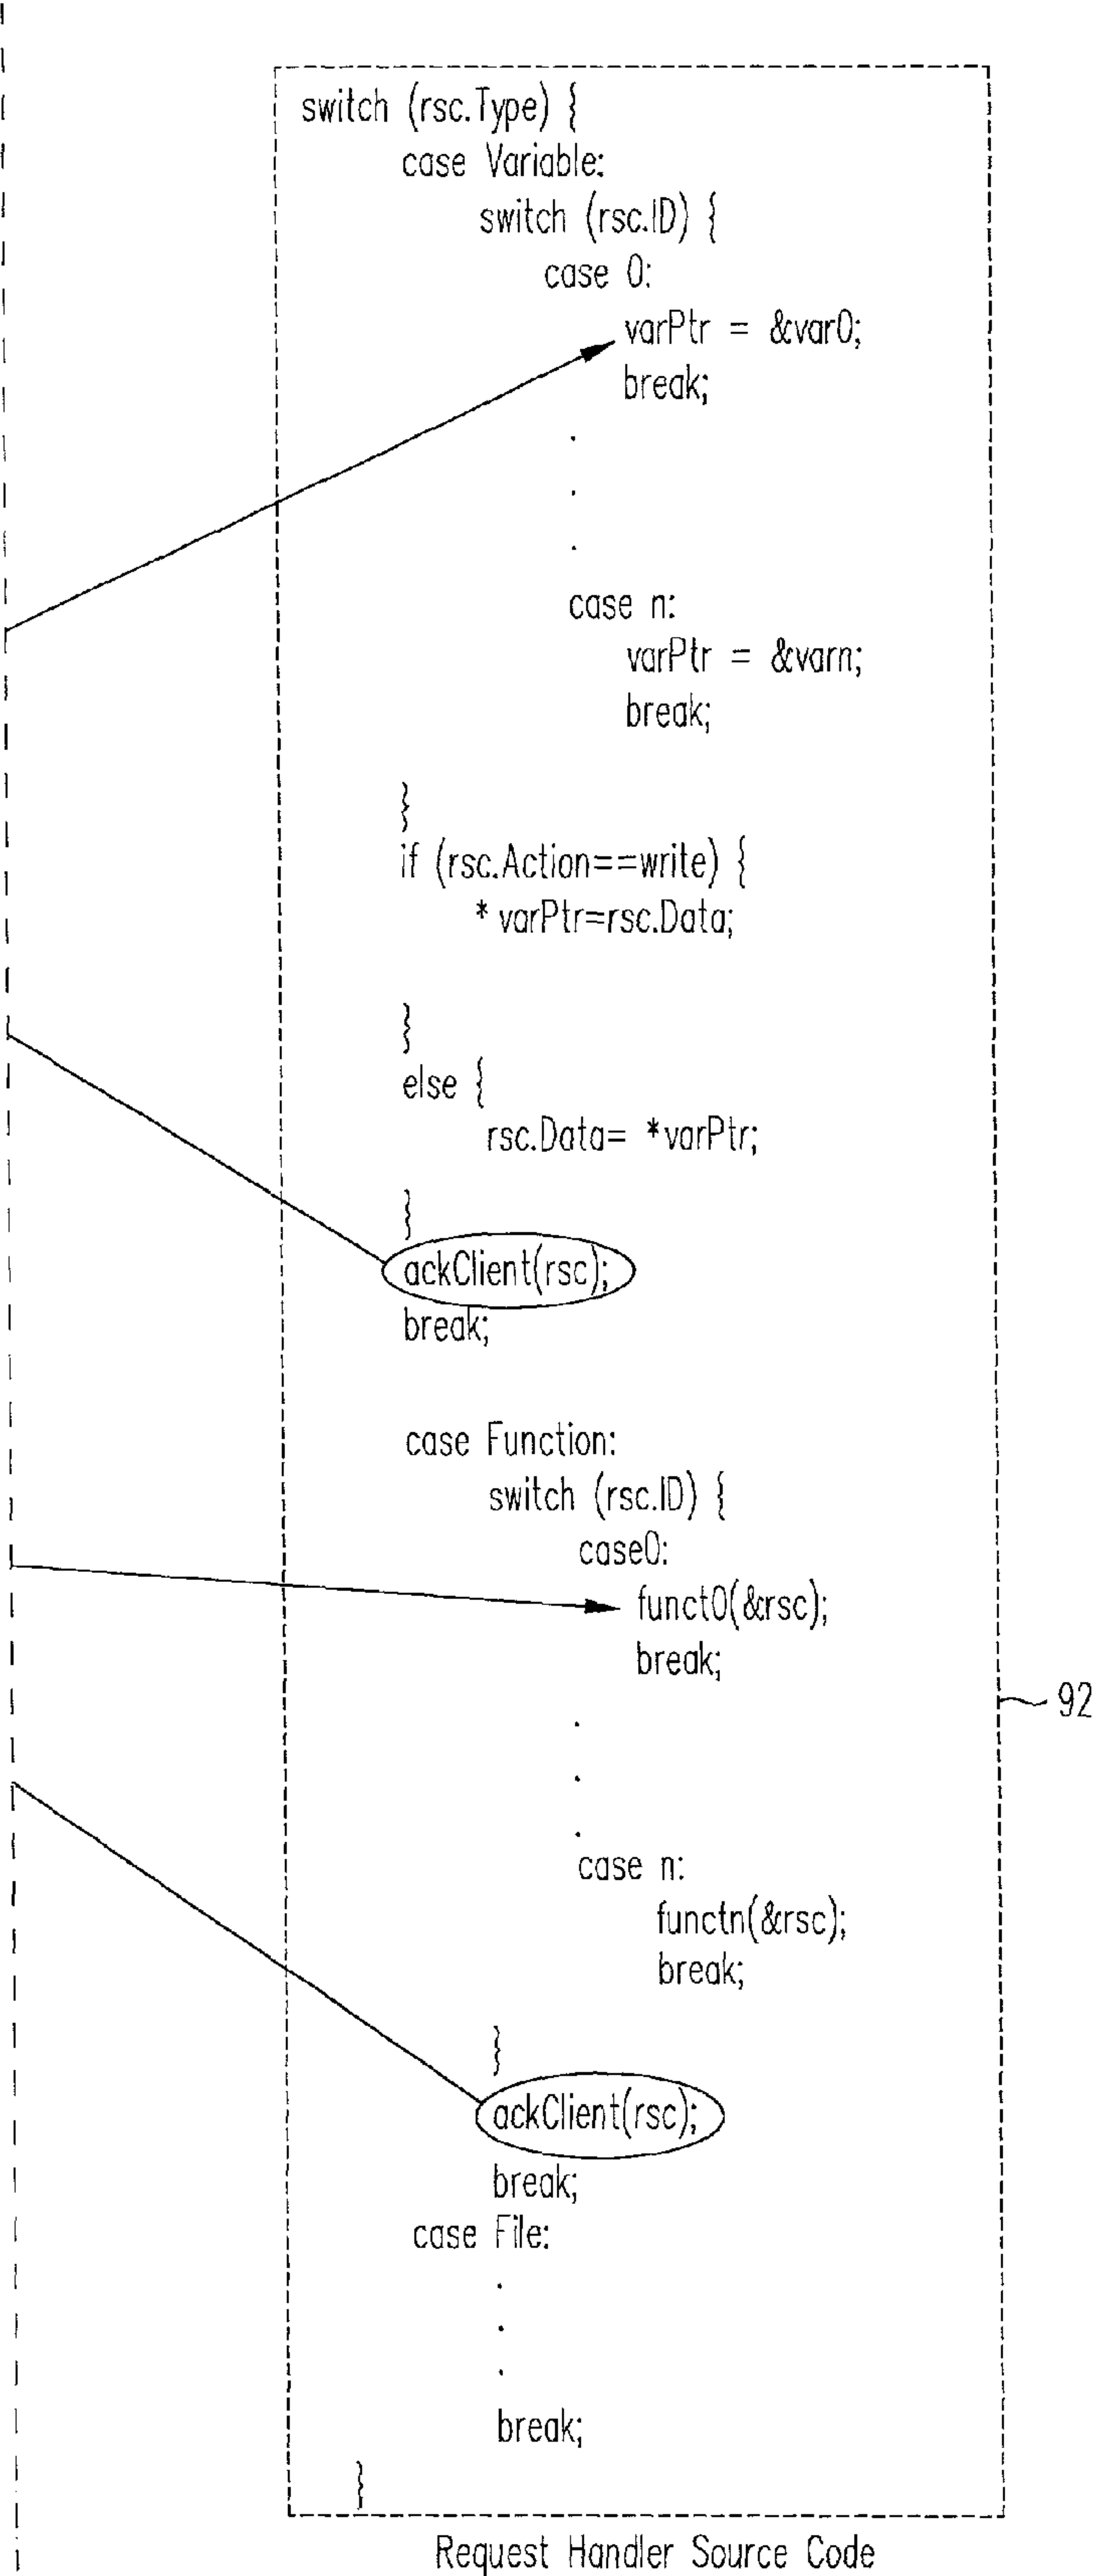 switch (rsc.Type) {
case Variable:
switch (rsc.ID) {
case 0:
varPtr = &var0;
break;
.
.
.
case n:
varPtr = &varn;
break;
}
if (rsc.Action==write) {
* varPtr=rsc.Data;
}
else {
rsc.Data= *varPtr;
}
ackClient(rsc);
break;
case Function:
switch (rsc.ID) {
case0:
funct0(&rsc);
break;
.
.
.
case n:
functn(&rsc);
break;
}
ackClient(rsc);
break;
case File:
.
.
.
break;
}
92
Request Handler Source Code